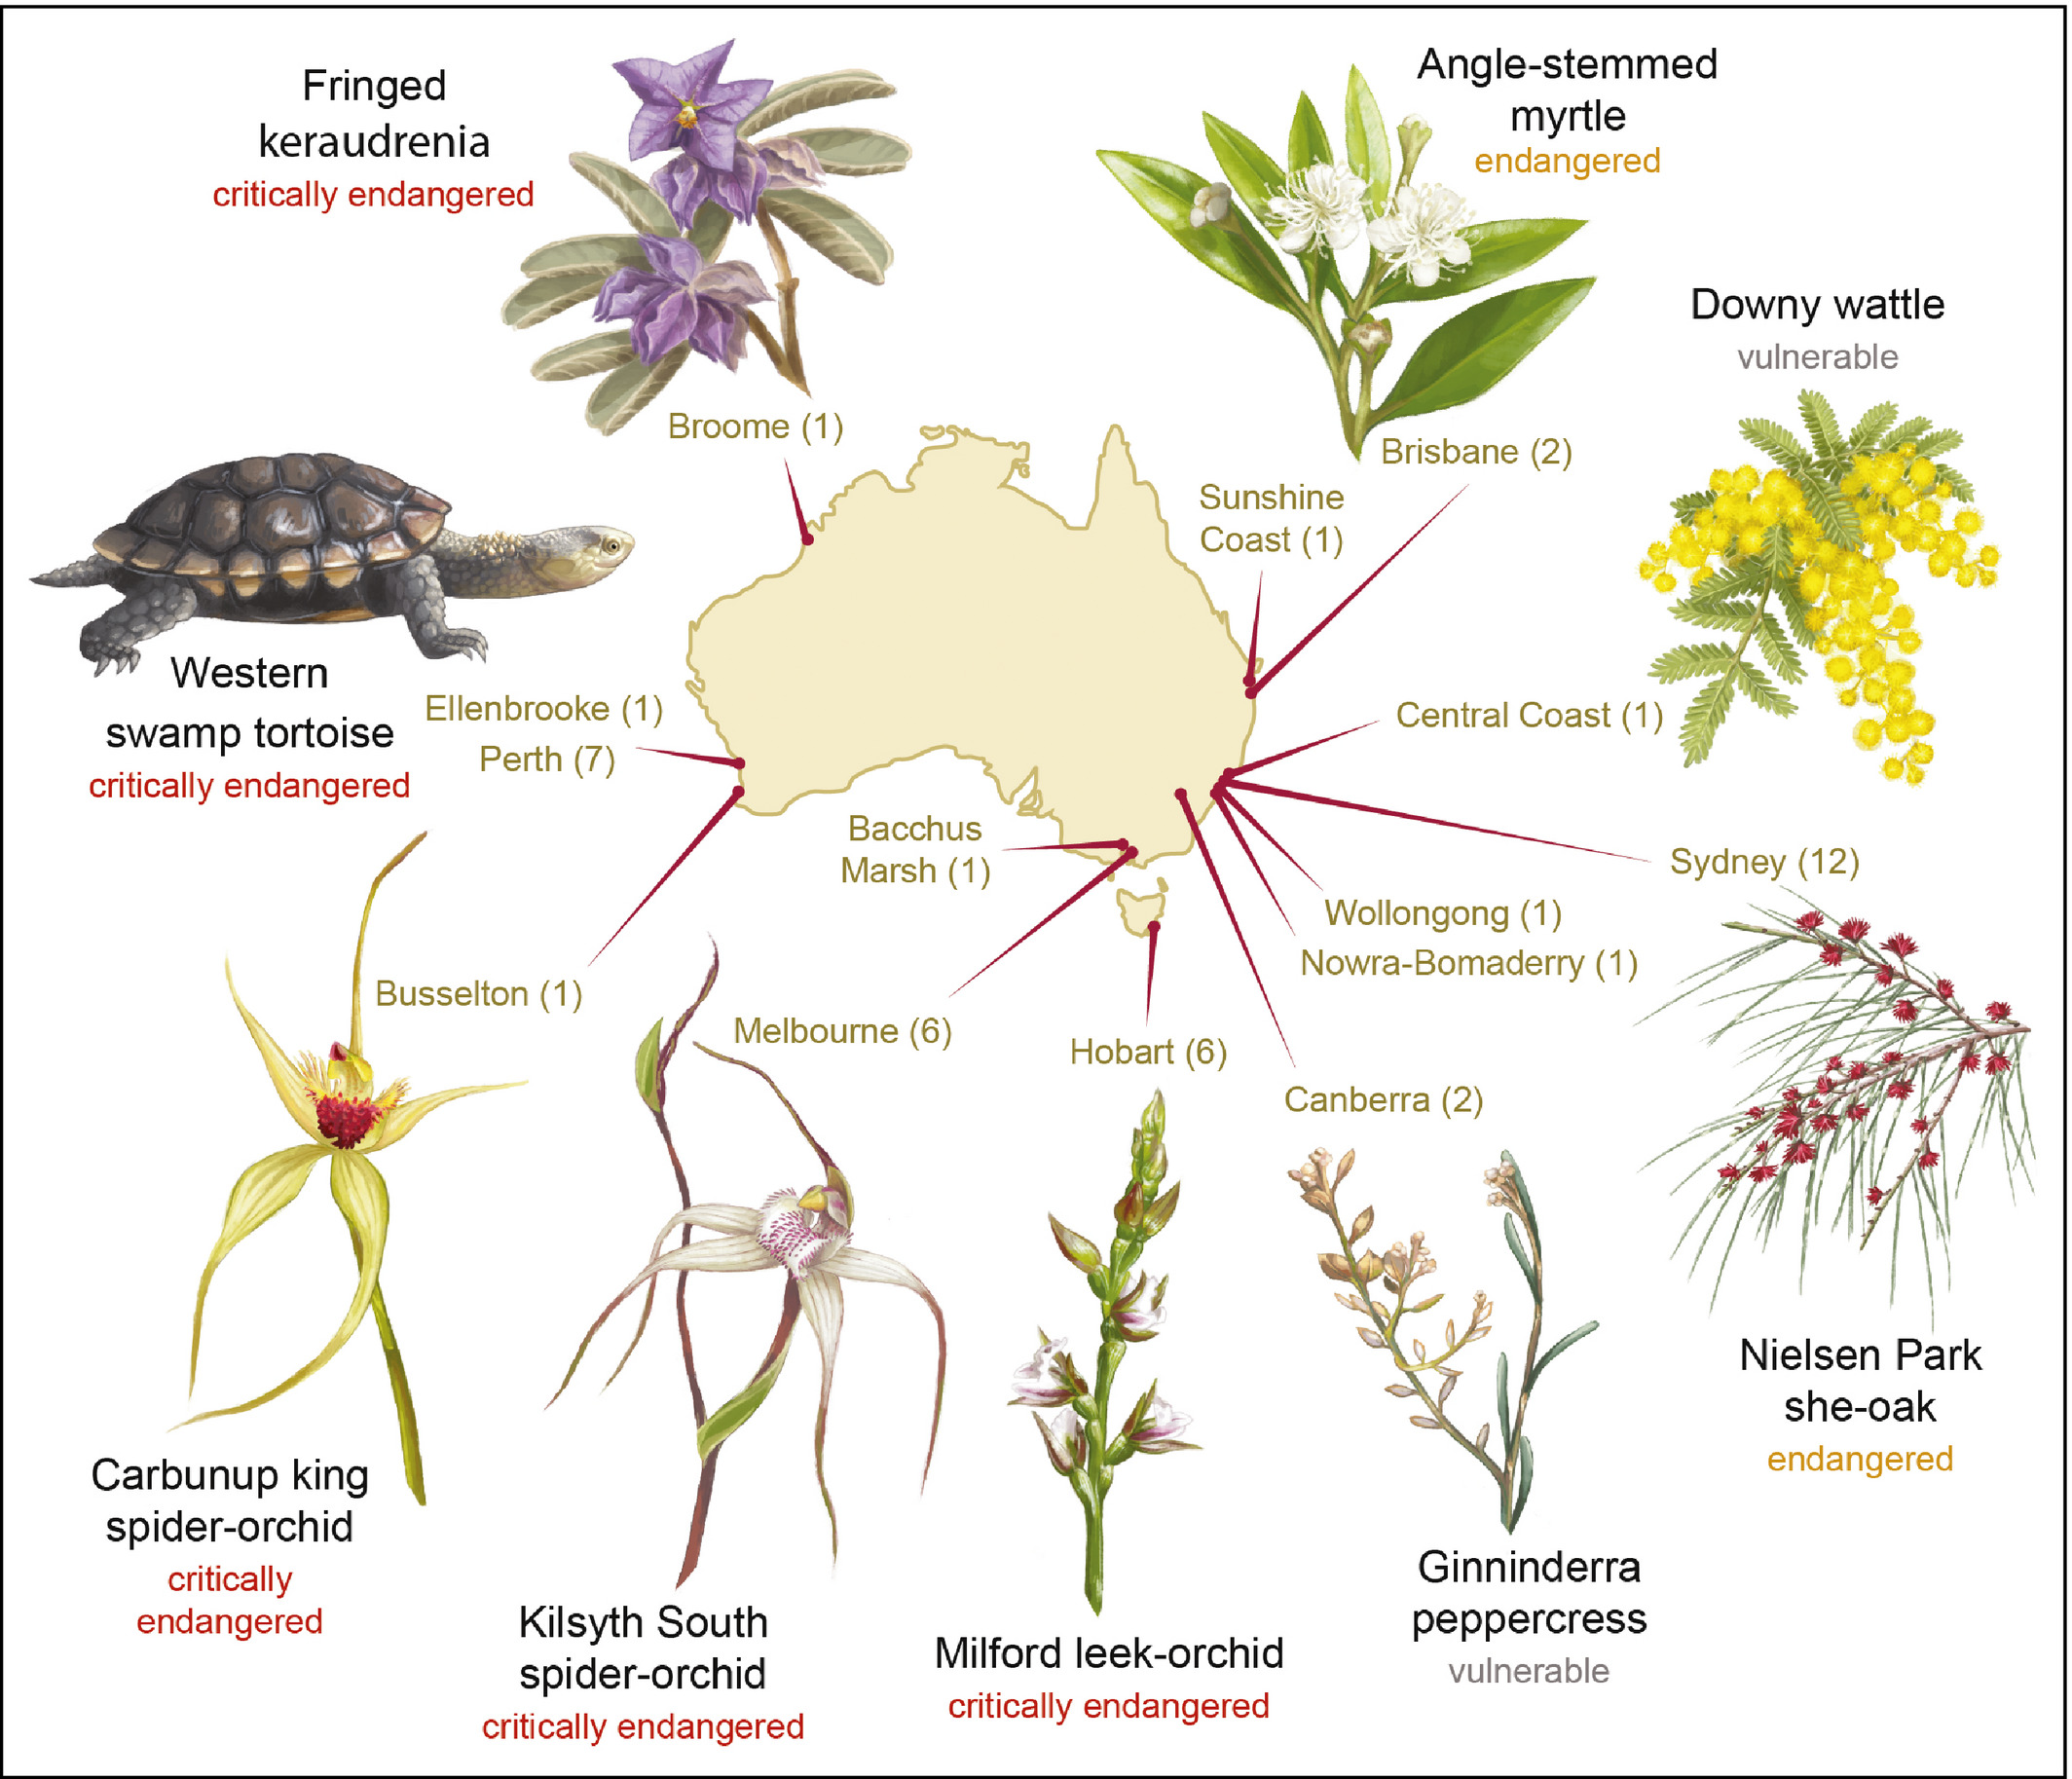 Fringed
keraudrenia
critically endangered
Angle-stemmed
myrtle
endangered
Downy wattle
vulnerable
Broome (1)
Brisbane (2)
Sunshine
Coast (1)
Western
swamp tortoise
critically endangered
Ellenbrooke (1)
Perth (7)
Central Coast (1)
Bacchus
Marsh (1)
Sydney (12)
Wollongong (1)
Nowra-Bomaderry (1)
Busselton (1)
Melbourne (6)
Hobart (6)
Canberra (2)
Nielsen Park
she-oak
endangered
Carbunup king
spider-orchid
critically
endangered
Kilsyth South
spider-orchid
critically endangered
Milford leek-orchid
critically endangered
Ginninderra
peppercress
vulnerable